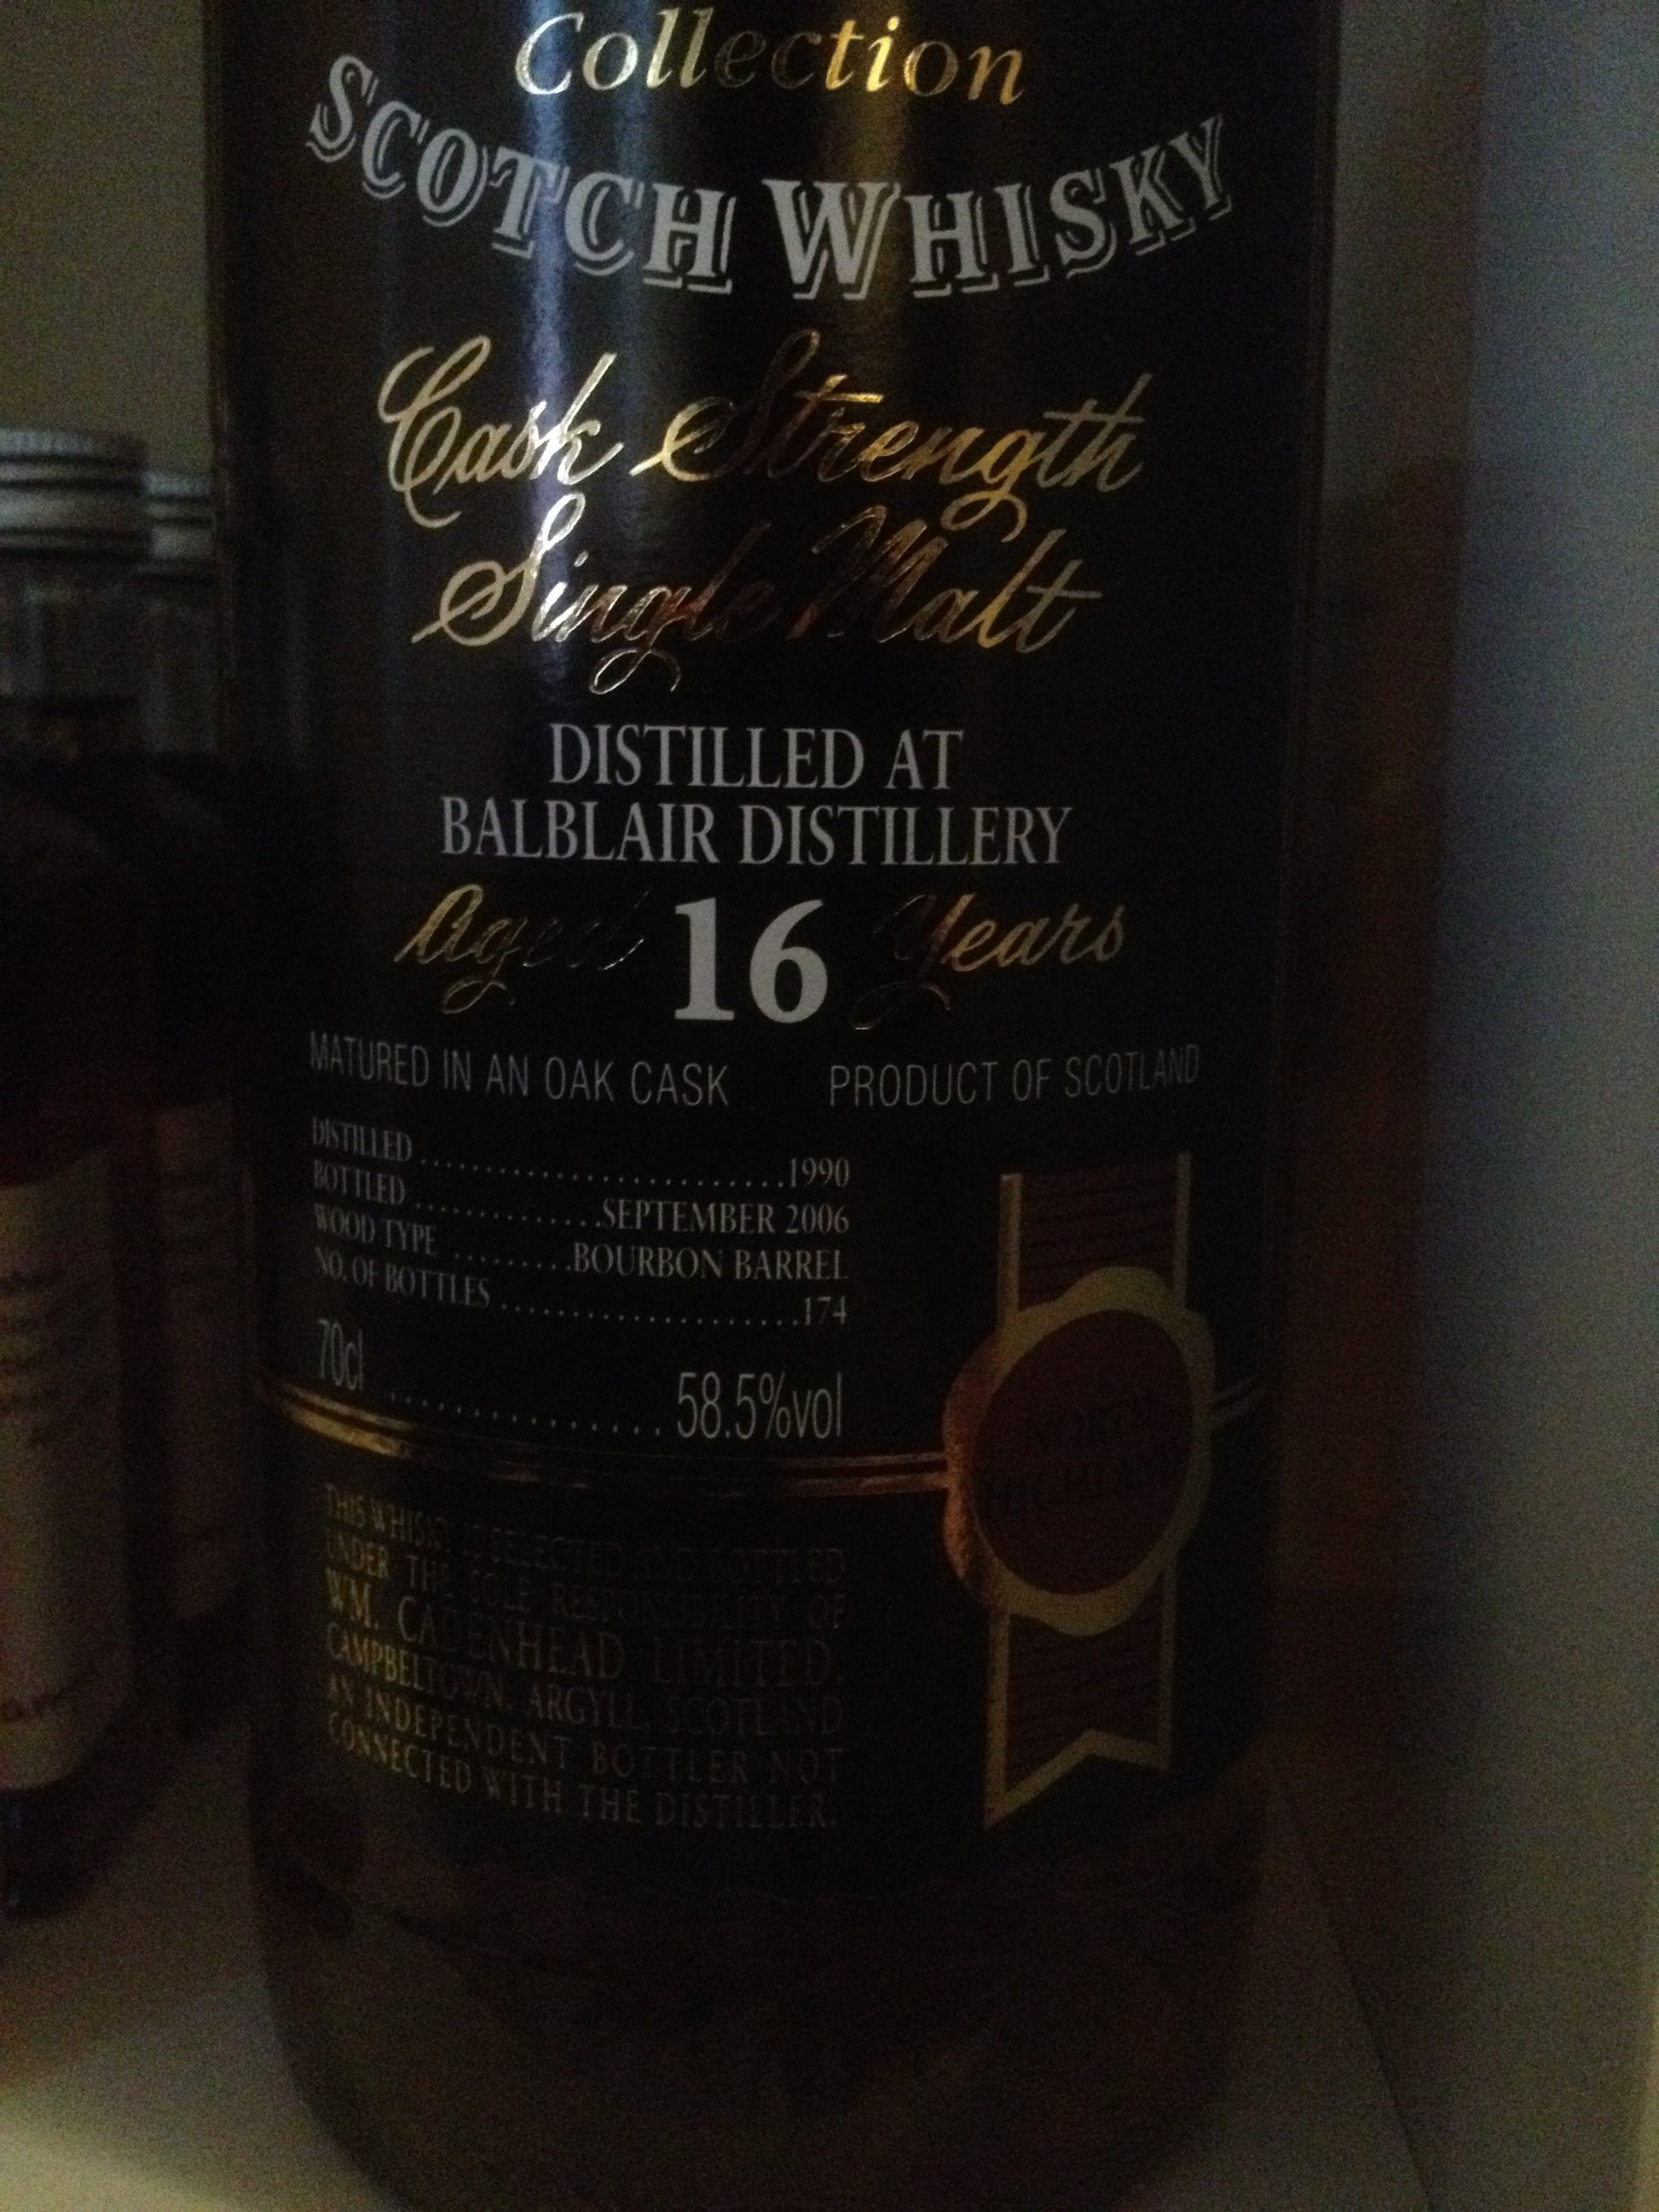 Collection
SCOTCH WHISKY
Cask Strength
Single Malt
DISTILLED AT
BALBLAIR DISTILLERY
Aged 16 Years
MATURED IN AN OAK CASK PRODUCT OF SCOTLAND
DISTILLED ............................1990
BOTTLED ..............SEPTEMBER 2006
WOOD TYPE .........BOURBON BARREL
NO. OF BOTTLES ......................174
70cl ............... 58.5%vol
THIS WHISKY IS SELECTED AND BOTTLED
UNDER THE SOLE RESPONSIBILITY OF
WM. CADENHEAD LIMITED.
CAMPBELTOWN, ARGYLL, SCOTLAND
AN INDEPENDENT BOTTLER NOT
CONNECTED WITH THE DISTILLER.